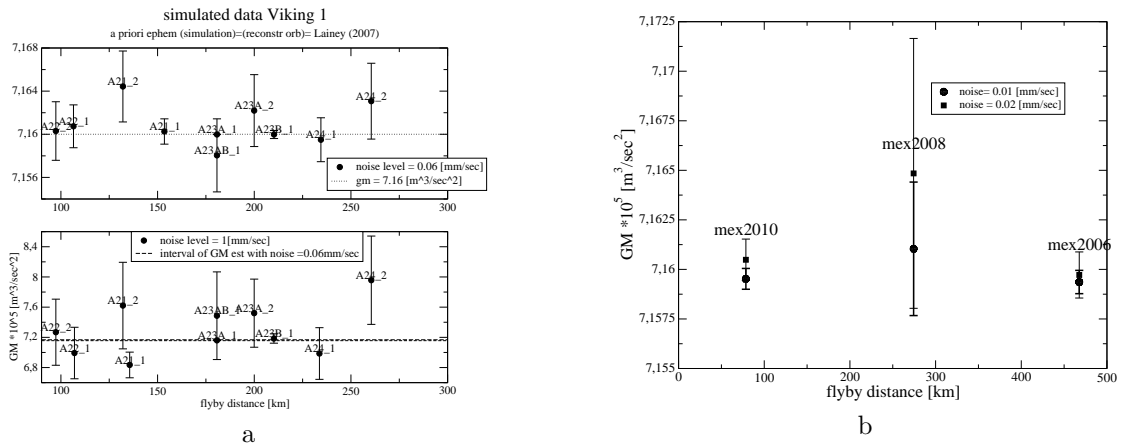 simulated data Viking 1
a priori ephem (simulation)=(reconstr orb)= Lainey (2007)
7,168
7,164
7,16
7,156
A22_2
A22_1
A21_2
A21_1
A23A_1
A23AB_1
A23A_2
A23B_1
A24_1
A24_2
noise level = 0.06 [mm/sec]
gm = 7.16 [m^3/sec^2]
100 150 200 250 300
GM *10^5 [m^3/sec^2]
8,4
8
7,6
7,2
6,8
noise level = 1[mm/sec]
interval of GM est with noise =0.06mm/sec
A22_2
A22_1
A21_2
A21_1
A23AB_1
A23A_1
A23A_2
A23B_1
A24_1
A24_2
100 150 200 250 300
flyby distance [km]
a
GM *10^5 [m^3/sec^2]
7,1725
7,17
7,1675
7,165
7,1625
7,16
7,1575
7,155
noise= 0.01 [mm/sec]
noise = 0.02 [mm/sec]
mex2010
mex2008
mex2006
0 100 200 300 400 500
flyby distance [km]
b